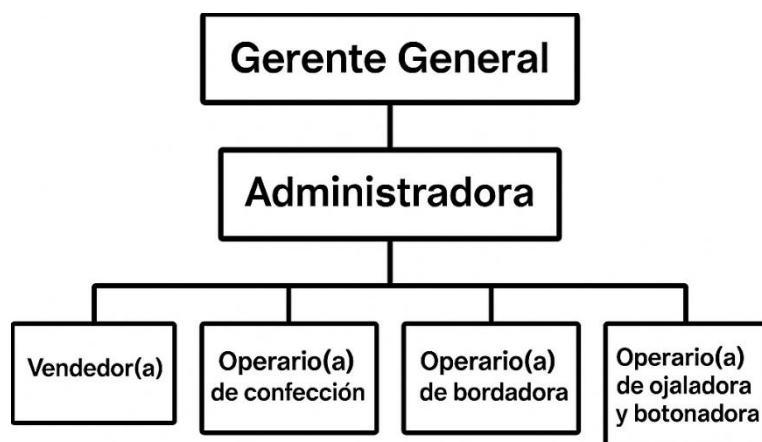 Gerente General
Administradora
Vendedor(a)
Operario(a)
de confección
Operario(a)
de bordadora
Operario(a)
de ojaladora
y botonadora